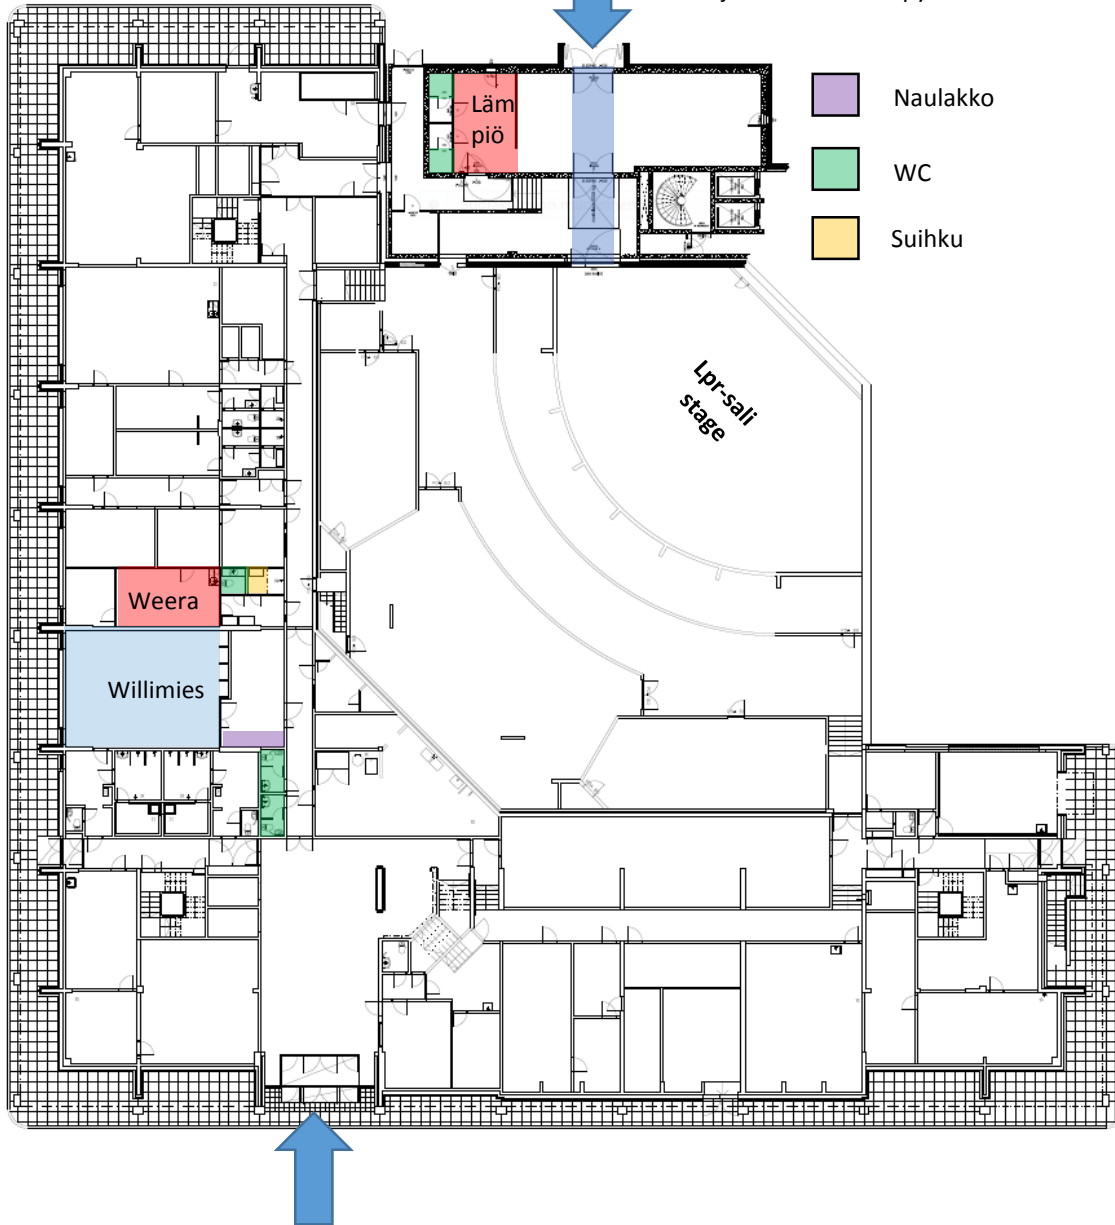 Naulakko
WC
Suihku
Läm
piö
Lpr-sali
stage
Weera
Willimies